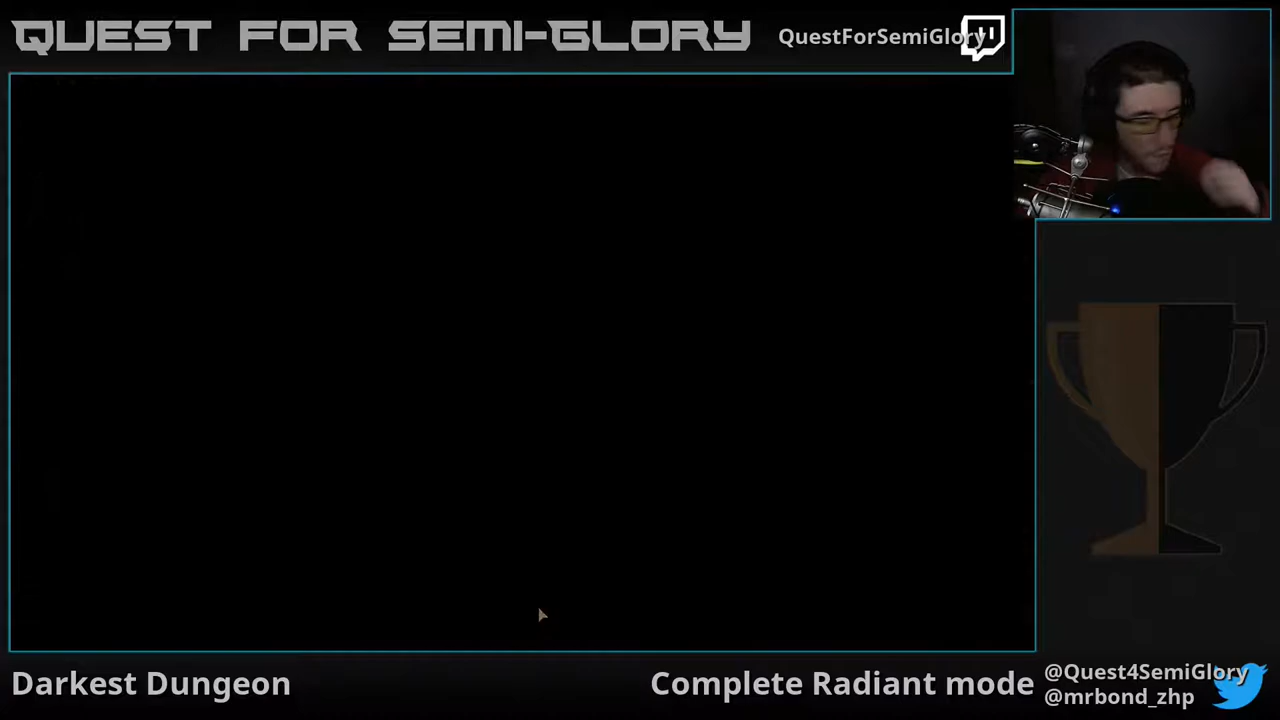 QUEST FOR SEMI-GLORY
QuestForSemiGlory
Darkest Dungeon
Complete Radiant mode
@Quest4SemiGlory
@mrbond_zhp